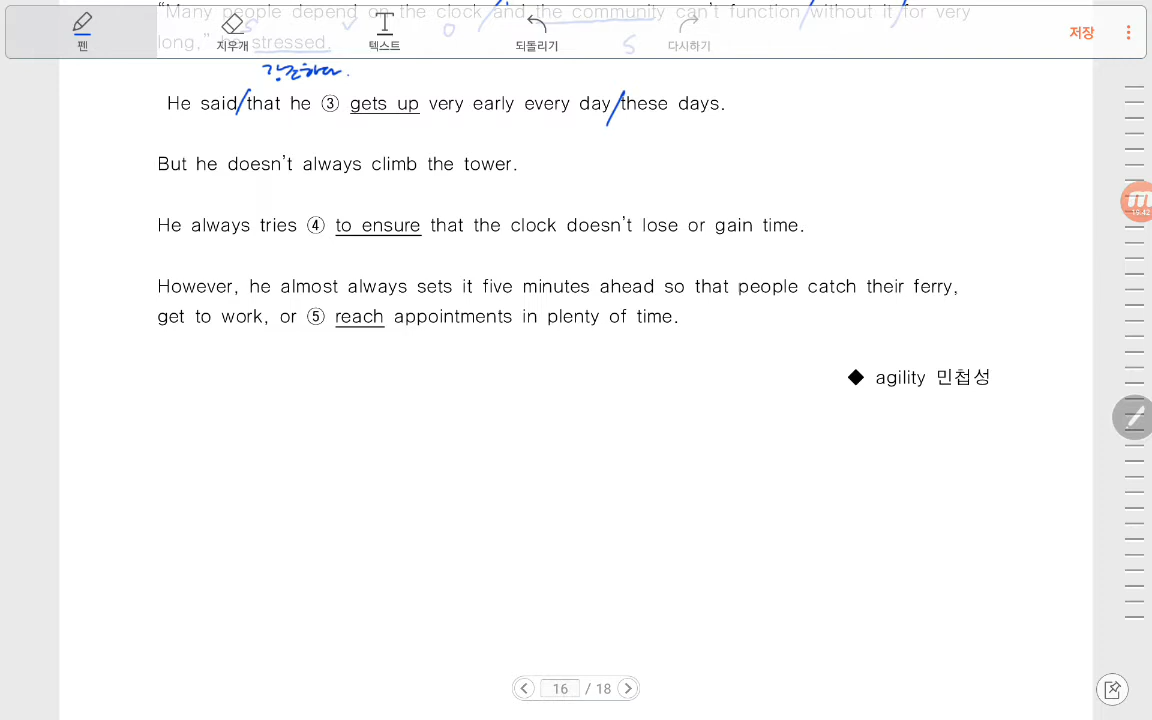 "Many people depend on the clock and the community can't function without it for very
long," he stressed.
펜
지우개
텍스트
되돌리기
다시하기
저장
강조하다.
V
O
S
S
He said/that he ③ gets up very early every day/these days.
But he doesn't always climb the tower.
He always tries ④ to ensure that the clock doesn't lose or gain time.
However, he almost always sets it five minutes ahead so that people catch their ferry,
get to work, or ⑤ reach appointments in plenty of time.
◆ agility 민첩성
16 / 18